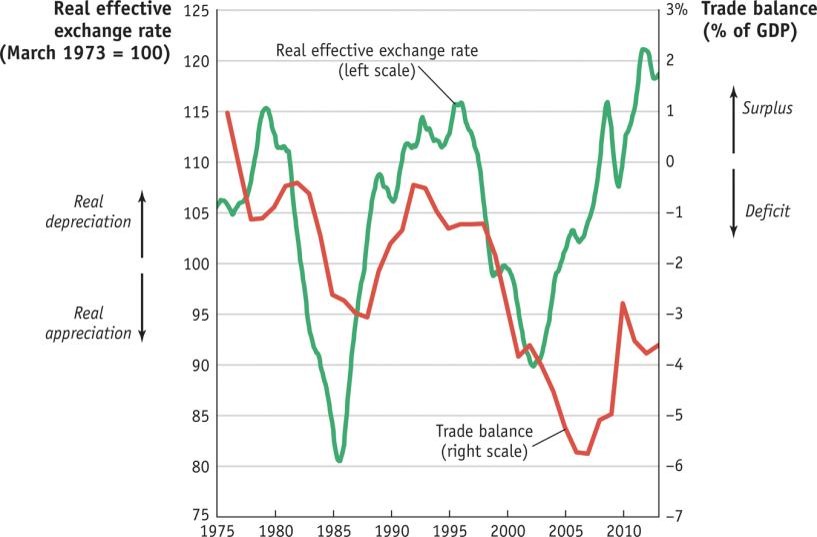 Real effective
exchange rate
(March 1973 = 100)
Trade balance
(% of GDP)
125
120
115
110
105
100
95
90
85
80
75
3%
2
1
0
–1
–2
–3
–4
–5
–6
–7
Real effective exchange rate
(left scale)
Surplus
Deficit
Real
depreciation
Real
appreciation
Trade balance
(right scale)
1975 1980 1985 1990 1995 2000 2005 2010